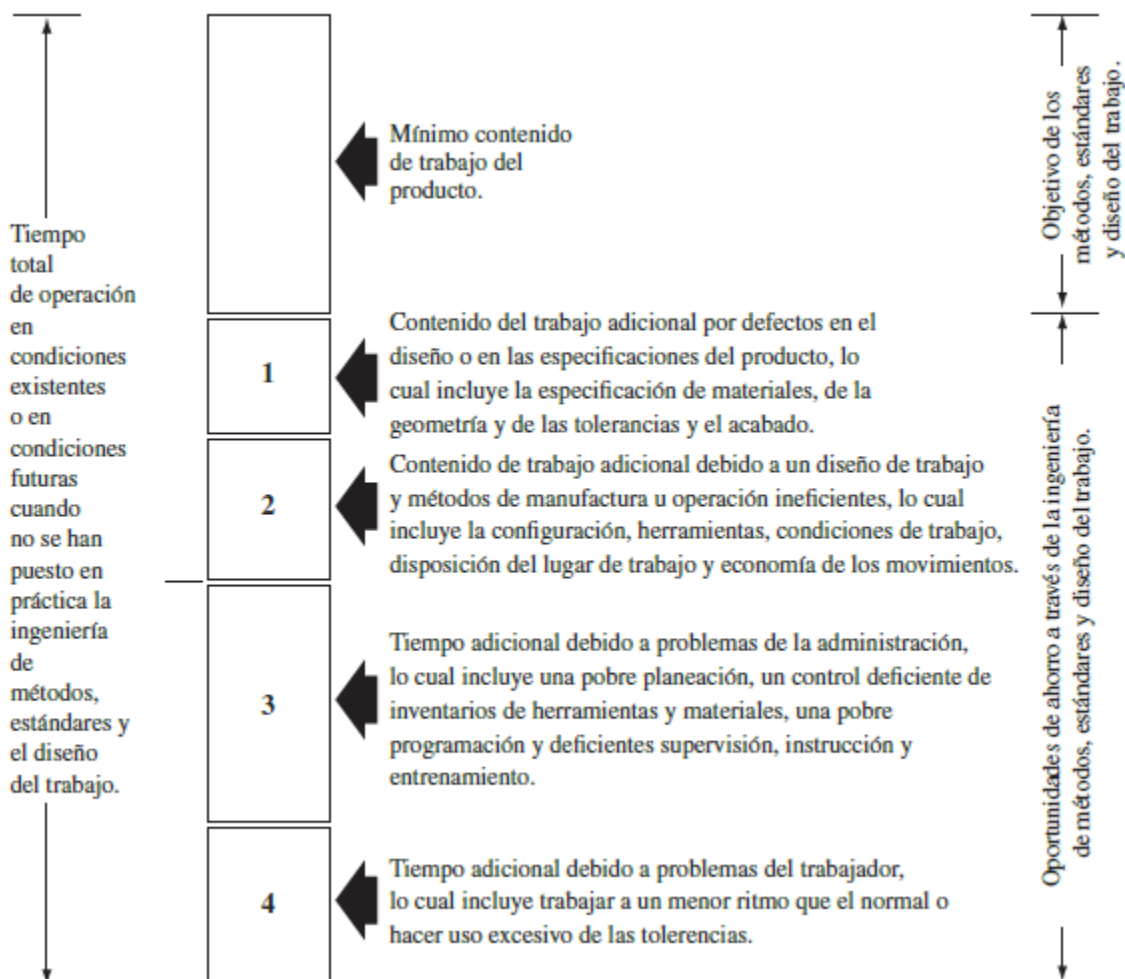 Tiempo
total
de operación
en
condiciones
existentes
o en
condiciones
futuras
cuando
no se han
puesto en
práctica la
ingeniería
de
métodos,
estándares y
el diseño
del trabajo.
Mínimo contenido
de trabajo del
producto.
1
Contenido del trabajo adicional por defectos en el
diseño o en las especificaciones del producto, lo
cual incluye la especificación de materiales, de la
geometría y de las tolerancias y el acabado.
2
Contenido de trabajo adicional debido a un diseño de trabajo
y métodos de manufactura u operación ineficientes, lo cual
incluye la configuración, herramientas, condiciones de trabajo,
disposición del lugar de trabajo y economía de los movimientos.
3
Tiempo adicional debido a problemas de la administración,
lo cual incluye una pobre planeación, un control deficiente de
inventarios de herramientas y materiales, una pobre
programación y deficientes supervisión, instrucción y
entrenamiento.
4
Tiempo adicional debido a problemas del trabajador,
lo cual incluye trabajar a un menor ritmo que el normal o
hacer uso excesivo de las tolerencias.
Objetivo de los
métodos, estándares
y diseño del trabajo.
Oportunidades de ahorro a través de la ingeniería
de métodos, estándares y diseño del trabajo.